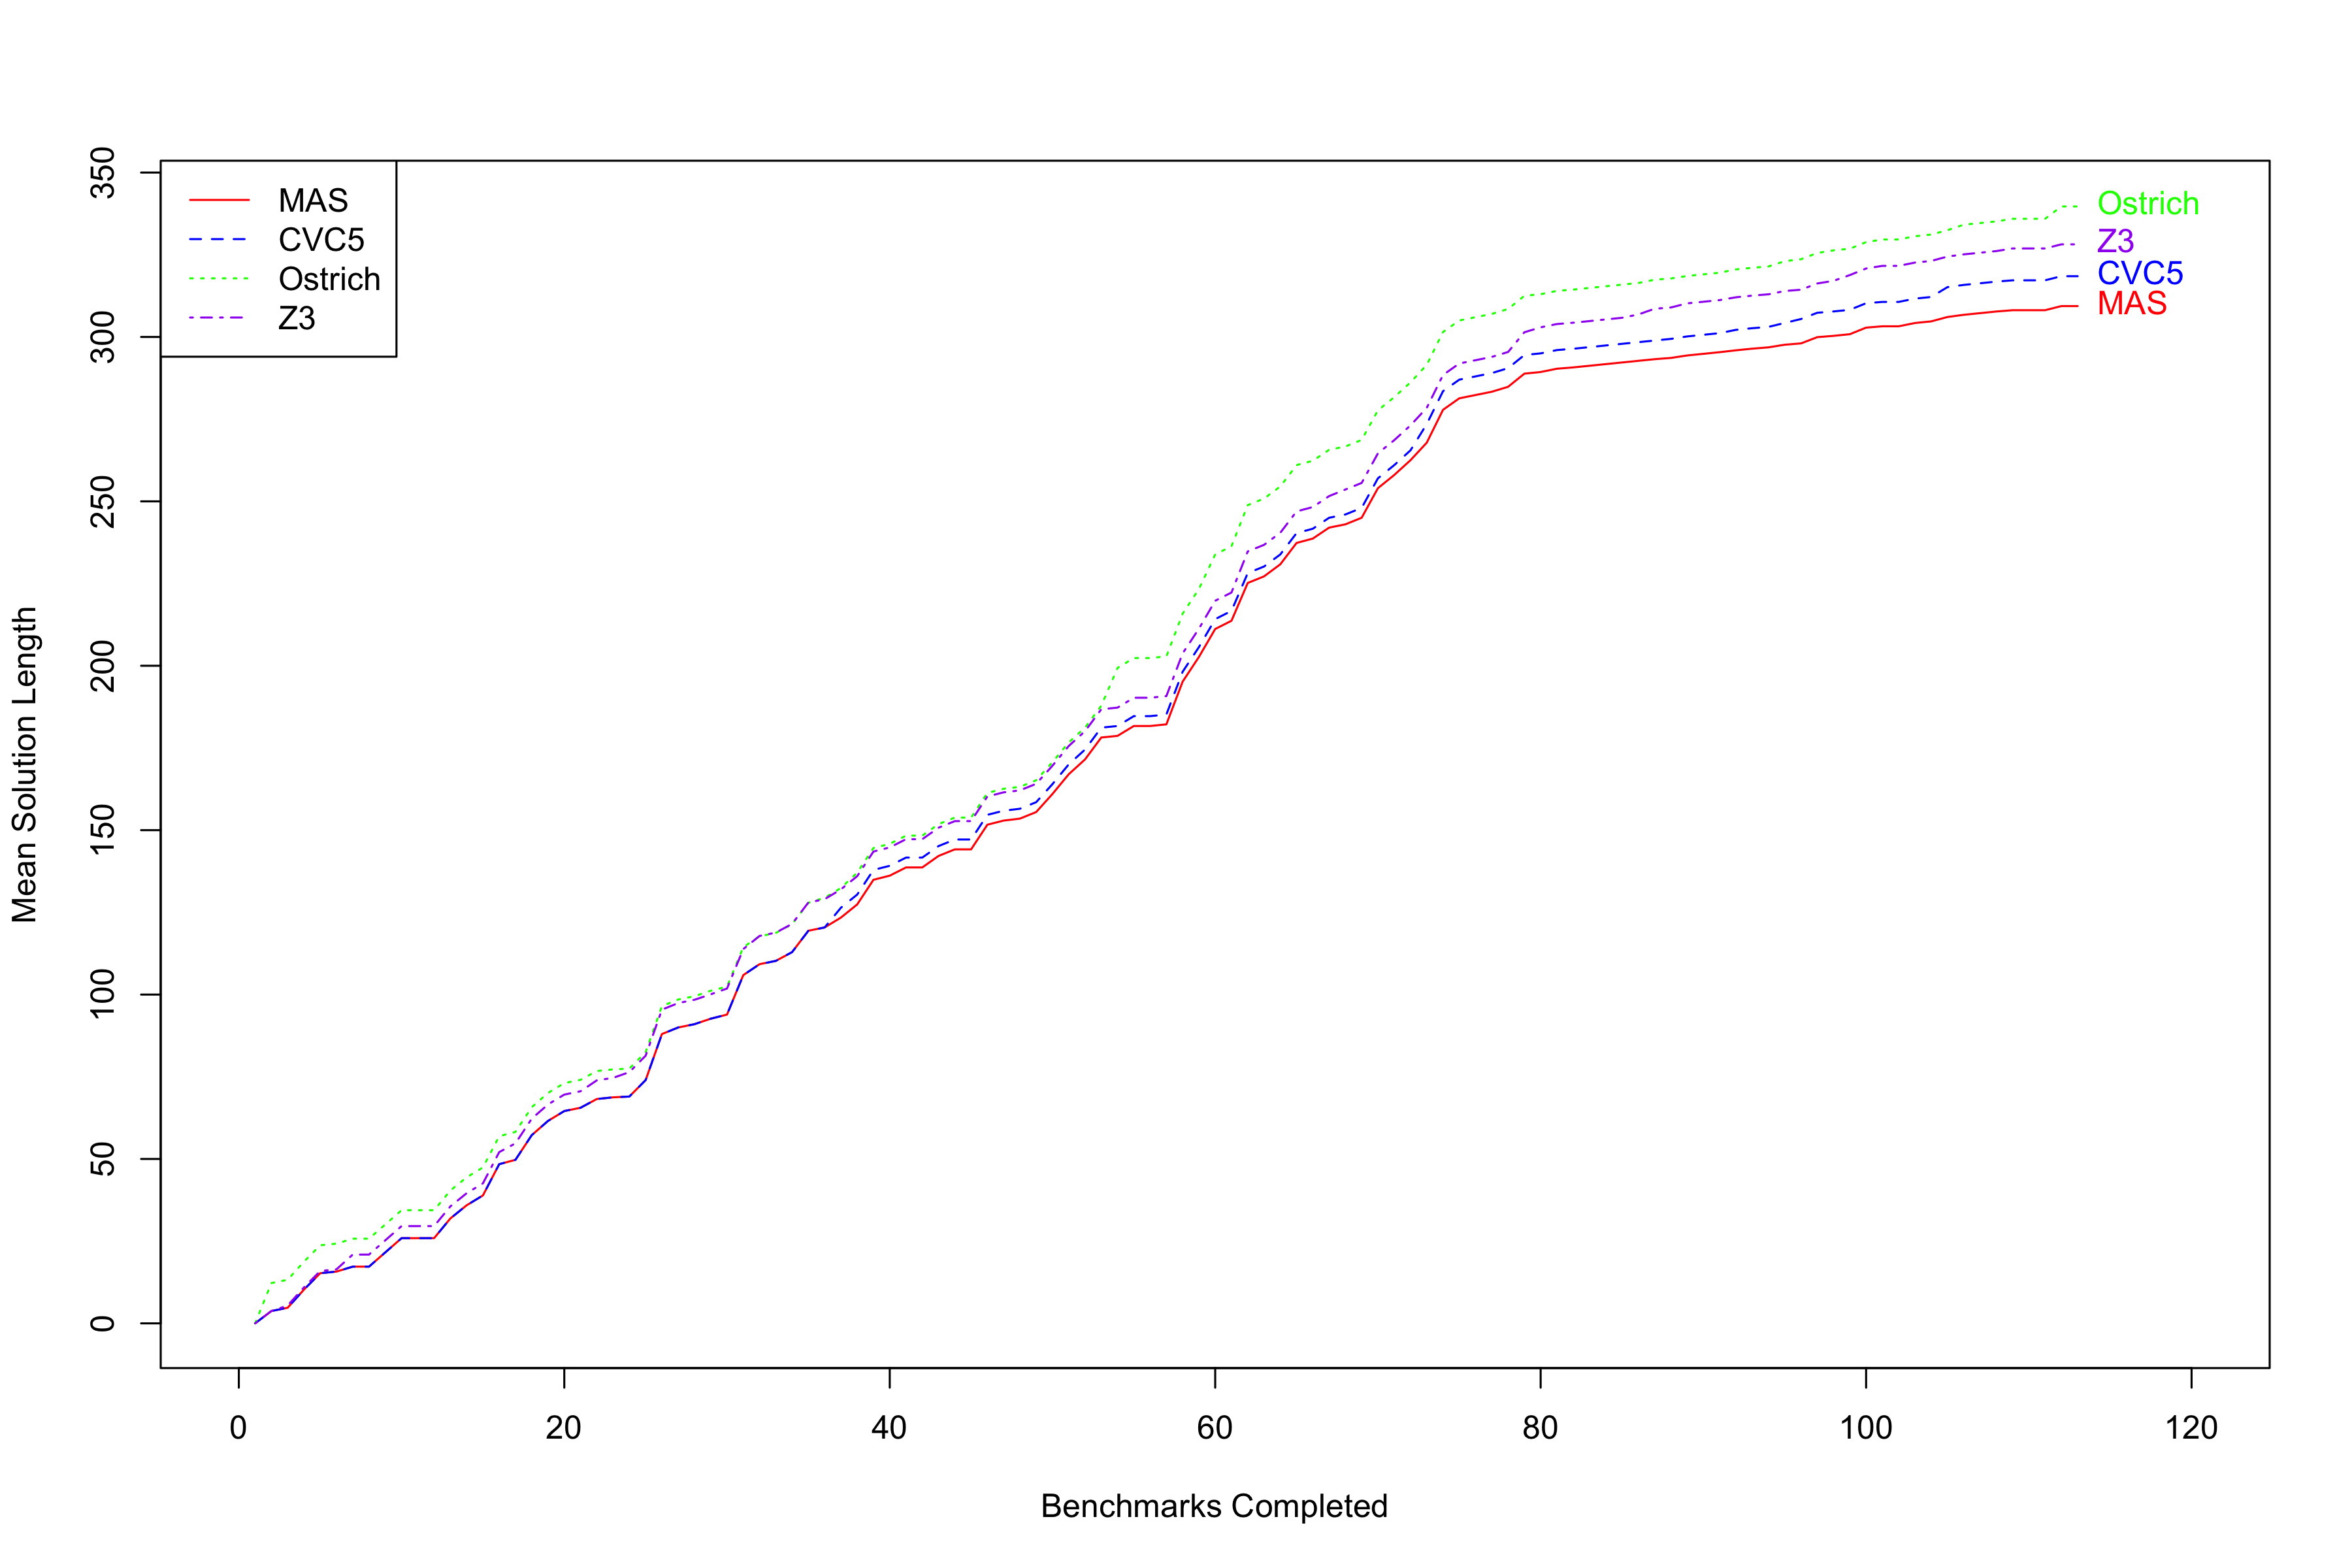 MAS
CVC5
Ostrich
Z3
Ostrich
Z3
CVC5
MAS
Mean Solution Length
350
300
250
200
150
100
50
0
0 20 40 60 80 100 120
Benchmarks Completed